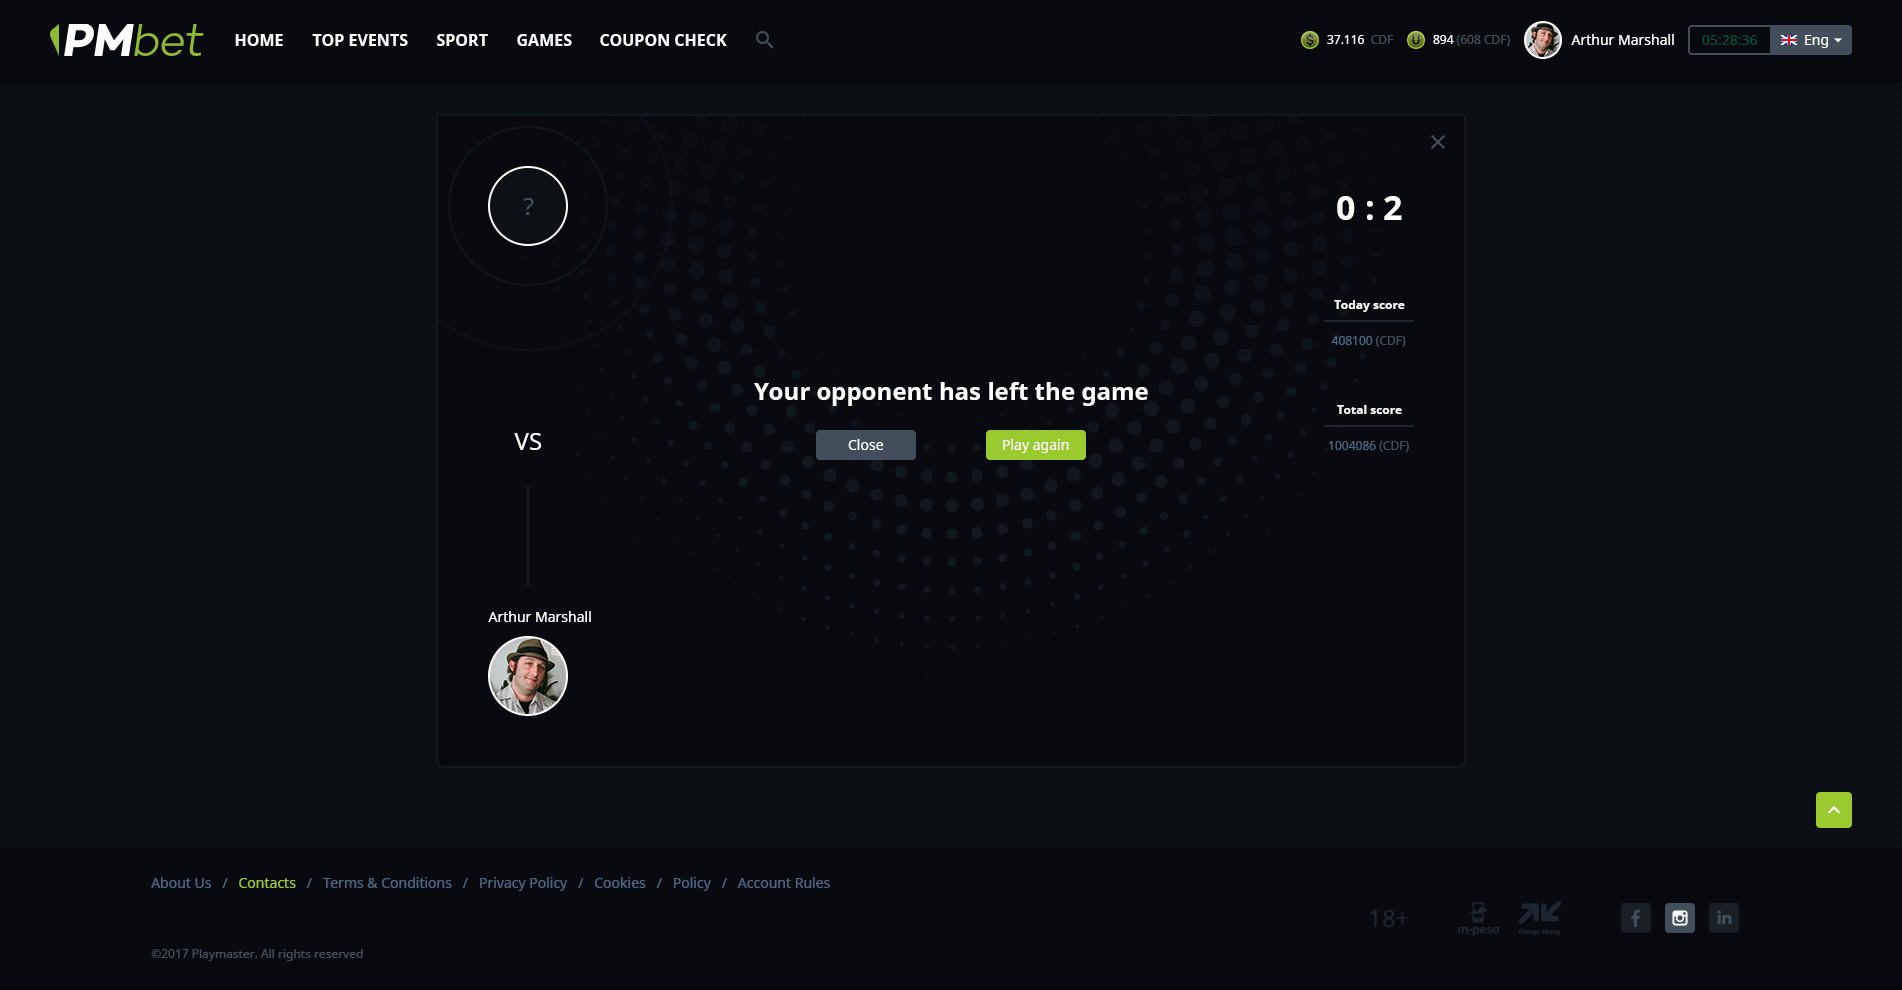 PMbet HOME TOP EVENTS SPORT GAMES COUPON CHECK 37.116 CDF 894 (608 CDF) Arthur Marshall 05:28:36 Eng
?
0 : 2
Today score
408100 (CDF)
Your opponent has left the game
Total score
VS
Close Play again
1004086 (CDF)
Arthur Marshall
About Us / Contacts / Terms & Conditions / Privacy Policy / Cookies / Policy / Account Rules
18+
m-pesa
Orange Money
©2017 Playmaster. All rights reserved